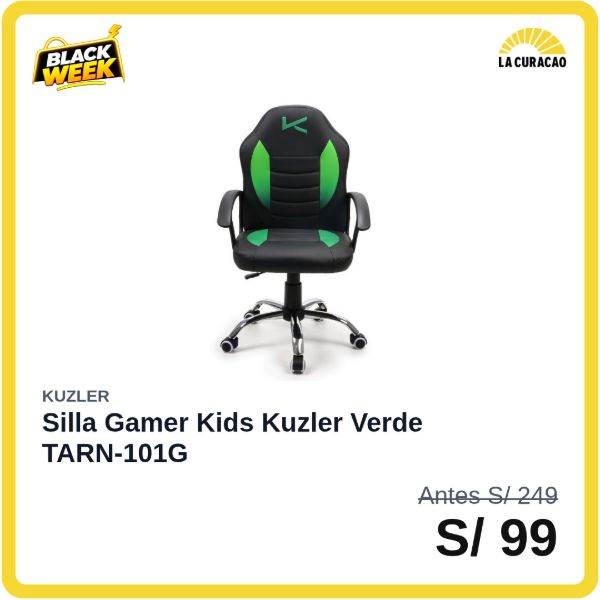 BLACK
WEEK
LA CURACAO
K
KUZLER
Silla Gamer Kids Kuzler Verde
TARN-101G
Antes S/ 249
S/ 99